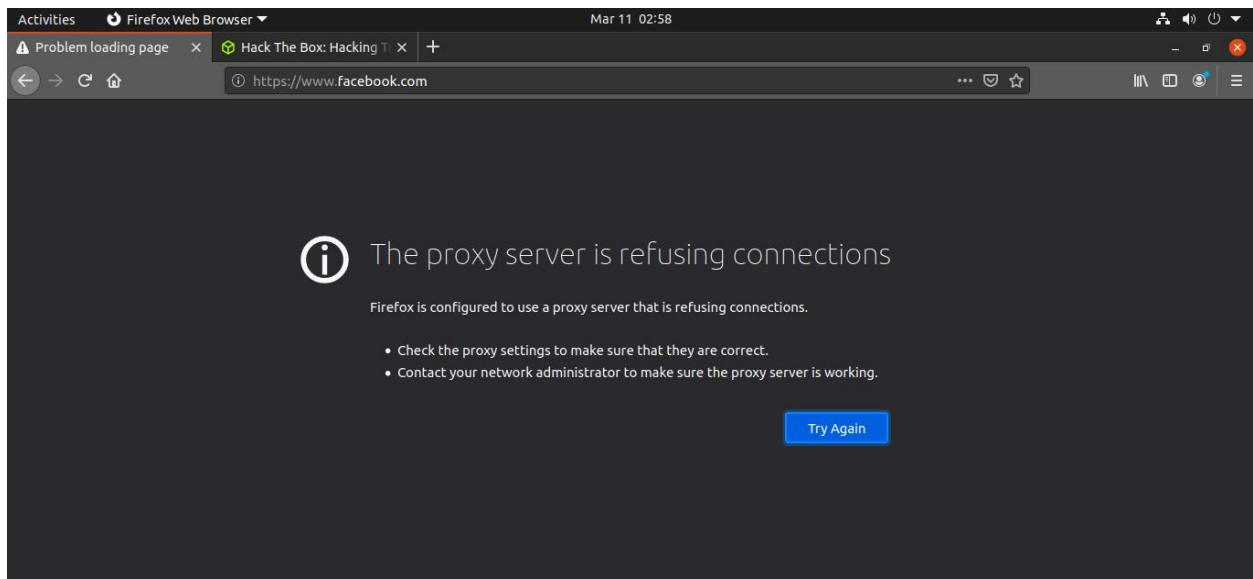 Activities Firefox Web Browser Mar 11 02:58
Problem loading page Hack The Box: Hacking T
https://www.facebook.com
The proxy server is refusing connections
Firefox is configured to use a proxy server that is refusing connections.
• Check the proxy settings to make sure that they are correct.
• Contact your network administrator to make sure the proxy server is working.
Try Again